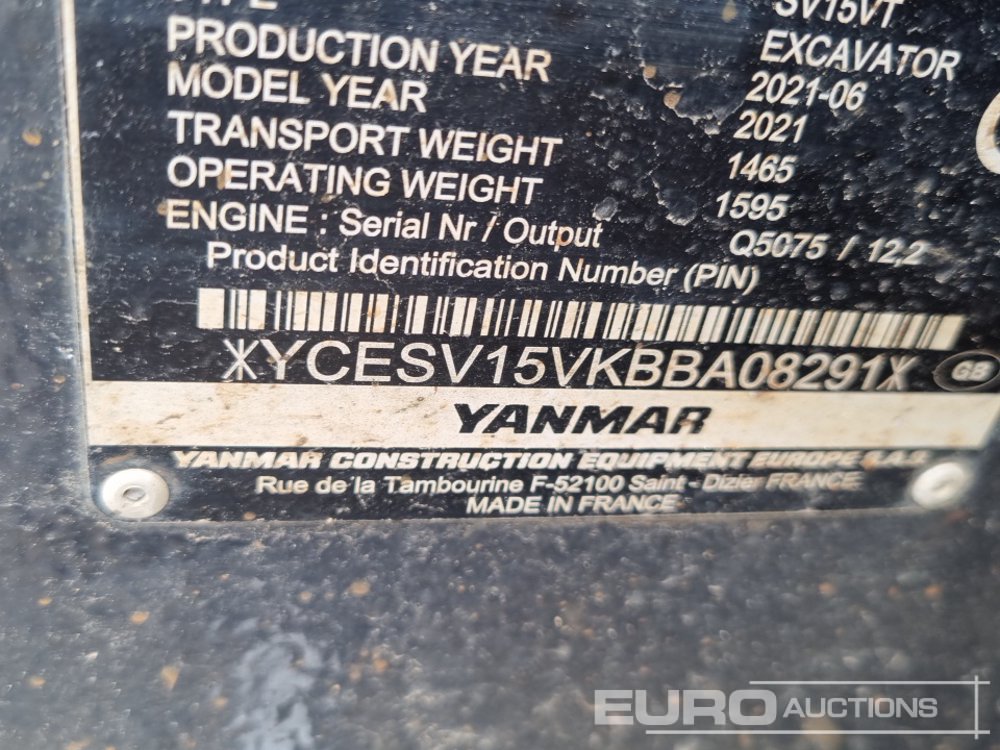 SV15VT
PRODUCTION YEAR EXCAVATOR
MODEL YEAR 2021-06
TRANSPORT WEIGHT 2021
OPERATING WEIGHT 1465
1595
ENGINE : Serial Nr / Output Q5075 / 12,2
Product Identification Number (PIN)
YCESV15VKBBA08291
GB
YANMAR
YANMAR CONSTRUCTION EQUIPMENT EUROPE S.A.S
Rue de la Tambourine F-52100 Saint - Dizier FRANCE
MADE IN FRANCE
EURO AUCTIONS